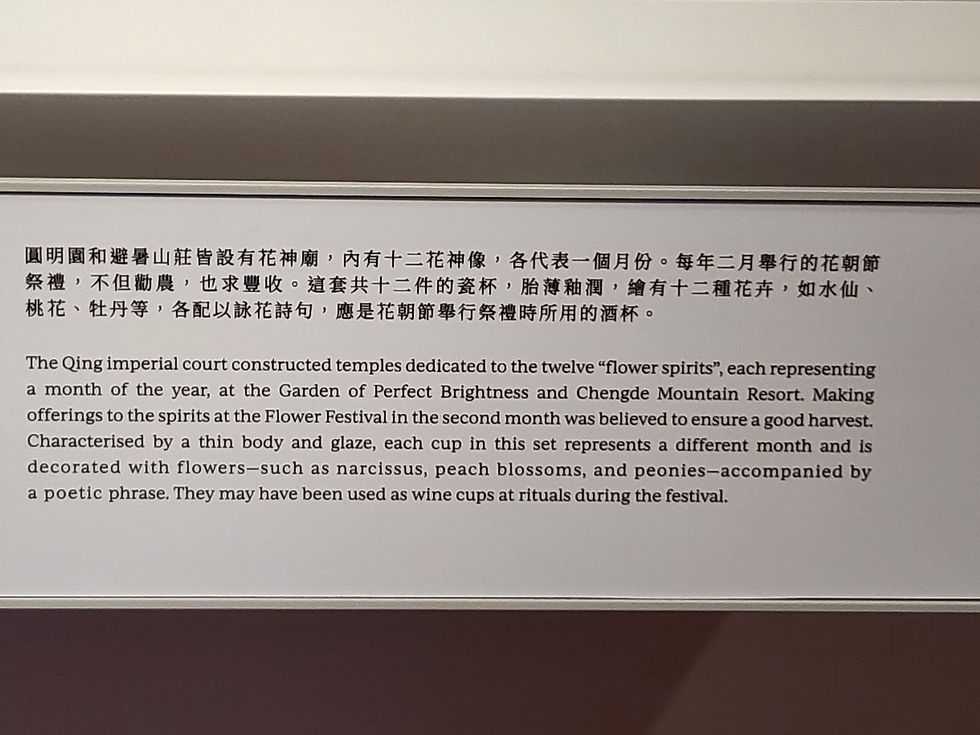 圓明園和避暑山莊皆設有花神廟，內有十二花神像，各代表一個月份。每年二月舉行的花朝節
祭禮，不但勸農，也求豐收。這套共十二件的瓷杯，胎薄釉潤，繪有十二種花卉，如水仙、
桃花、牡丹等，各配以詠花詩句，應是花朝節舉行祭禮時所用的酒杯。
The Qing imperial court constructed temples dedicated to the twelve “flower spirits”, each representing
a month of the year, at the Garden of Perfect Brightness and Chengde Mountain Resort. Making
offerings to the spirits at the Flower Festival in the second month was believed to ensure a good harvest.
Characterised by a thin body and glaze, each cup in this set represents a different month and is
decorated with flowers—such as narcissus, peach blossoms, and peonies—accompanied by
a poetic phrase. They may have been used as wine cups at rituals during the festival.